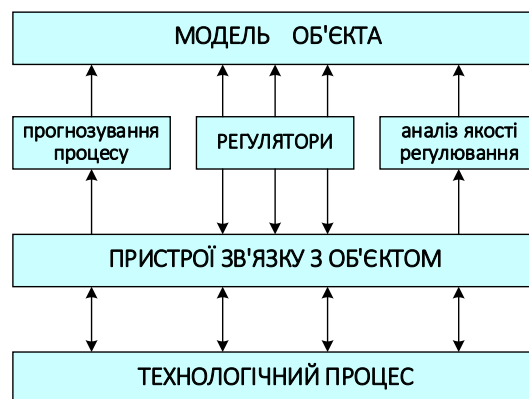 МОДЕЛЬ ОБ'ЄКТА
прогнозування
процесу
РЕГУЛЯТОРИ
аналіз якості
регулювання
ПРИСТРОЇ ЗВ'ЯЗКУ З ОБ'ЄКТОМ
ТЕХНОЛОГІЧНИЙ ПРОЦЕС